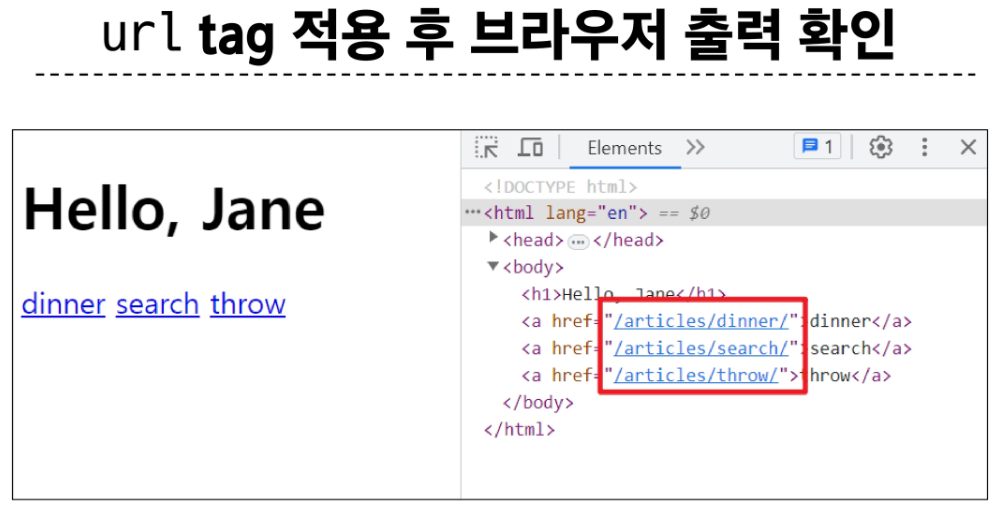 url tag 적용 후 브라우저 출력 확인
Hello, Jane
dinner search throw
Elements
1
<!DOCTYPE html>
<html lang="en"> == $0
<head> </head>
<body>
<h1>Hello, Jane</h1>
<a href="/articles/dinner/">dinner</a>
<a href="/articles/search/">search</a>
<a href="/articles/throw/">throw</a>
</body>
</html>